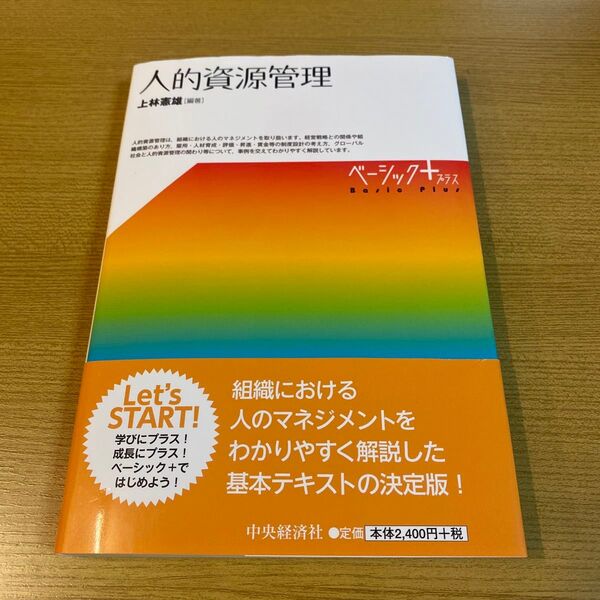 人的資源管理
上林憲雄[編著]
人的資源管理は、組織における人のマネジメントを取り扱います。経営戦略との関係や組
織構築のあり方、雇用・人材育成・評価・昇進・賃金等の制度設計の考え方、グローバル
社会と人的資源管理の関わり等について、事例を交えてわかりやすく解説しています。
ベーシック+プラス
Basic Plus
Let's
START!
学びにプラス!
成長にプラス!
ベーシック+で
はじめよう!
組織における
人のマネジメントを
わかりやすく解説した
基本テキストの決定版!
中央経済社 ●定価 本体2,400円+税